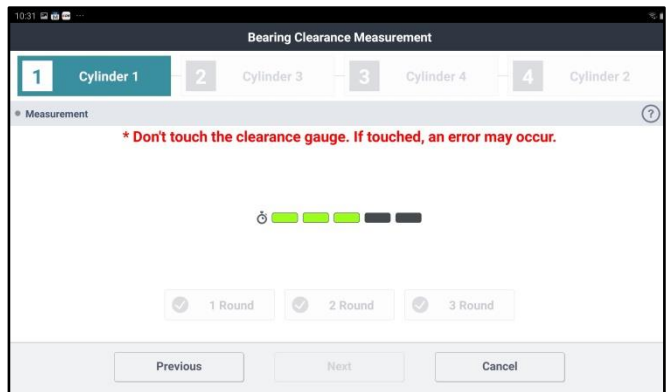 10:31
Bearing Clearance Measurement
1 Cylinder 1 2 Cylinder 3 3 Cylinder 4 4 Cylinder 2
Measurement ?
* Don't touch the clearance gauge. If touched, an error may occur.
1 Round 2 Round 3 Round
Previous Next Cancel